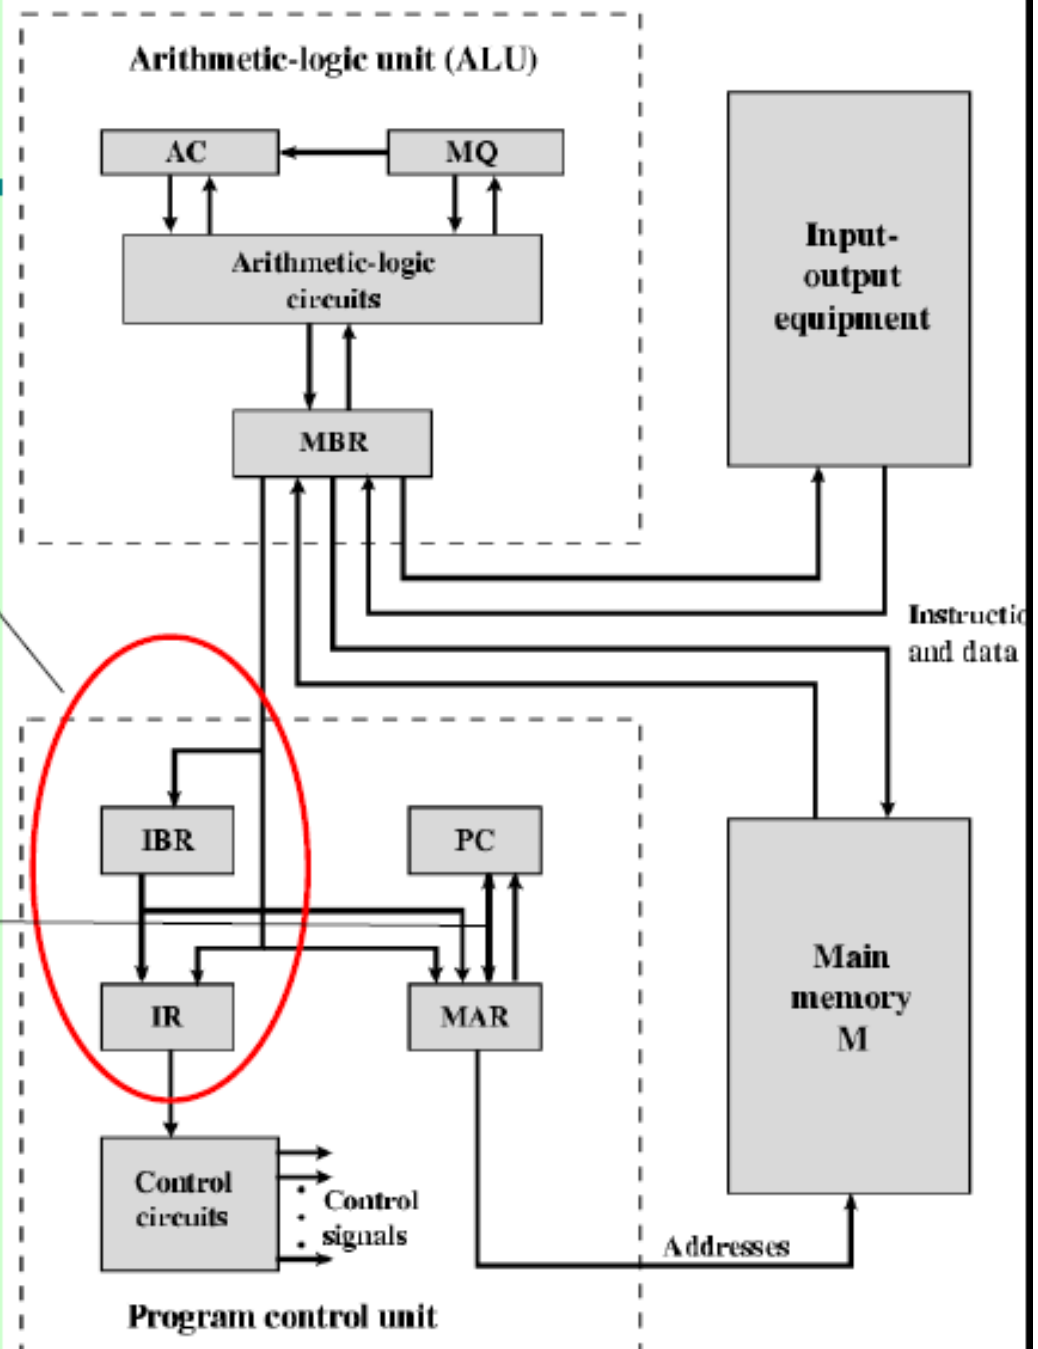 Arithmetic-logic unit (ALU)
AC
MQ
Arithmetic-logic
circuits
MBR
Input-
output
equipment
and data
IBR
PC
IR
MAR
Main
memory
M
Control
circuits
Control
signals
Addresses
Program control unit